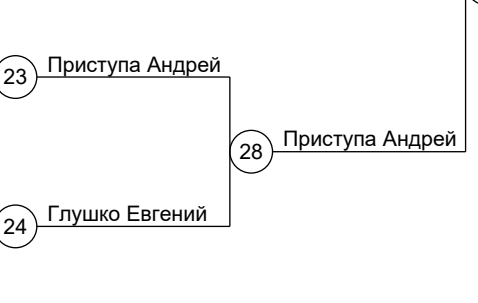 23 Приступа Андрей
28 Приступа Андрей
24 Глушко Евгений